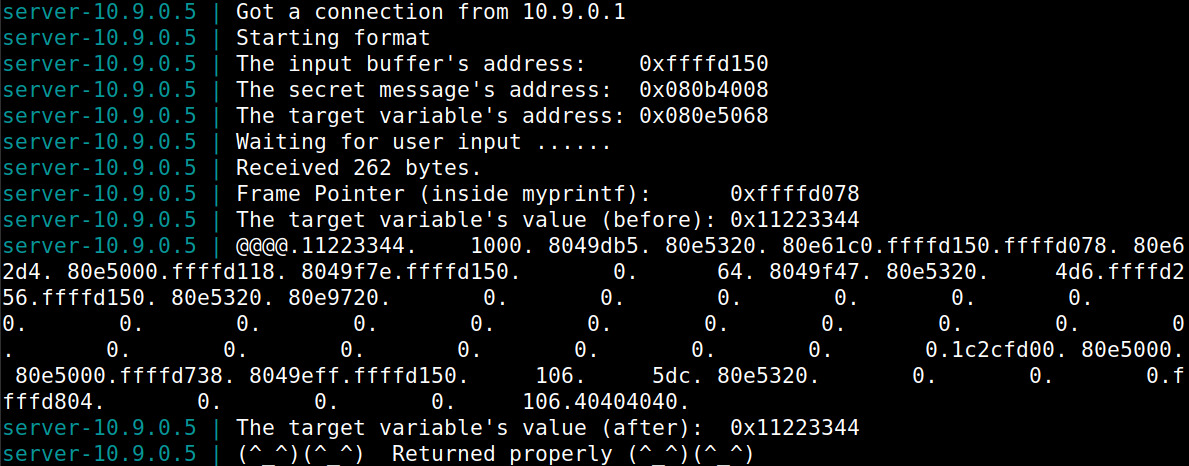 server-10.9.0.5 | Got a connection from 10.9.0.1
server-10.9.0.5 | Starting format
server-10.9.0.5 | The input buffer's address:    0xffffd150
server-10.9.0.5 | The secret message's address:  0x080b4008
server-10.9.0.5 | The target variable's address: 0x080e5068
server-10.9.0.5 | Waiting for user input ......
server-10.9.0.5 | Received 262 bytes.
server-10.9.0.5 | Frame Pointer (inside myprintf):      0xffffd078
server-10.9.0.5 | The target variable's value (before): 0x11223344
server-10.9.0.5 | @@@@.11223344.    1000. 8049db5. 80e5320. 80e61c0.ffffd150.ffffd078. 80e6
2d4. 80e5000.ffffd118. 8049f7e.ffffd150.       0.      64. 8049f47. 80e5320.     4d6.ffffd2
56.ffffd150. 80e5320. 80e9720.       0.       0.       0.       0.       0.       0.
0.       0.       0.       0.       0.       0.       0.       0.       0.       0.       0
.       0.       0.       0.       0.       0.       0.       0.       0.1c2cfd00. 80e5000.
 80e5000.ffffd738. 8049eff.ffffd150.     106.     5dc. 80e5320.       0.       0.       0.f
fffd804.       0.       0.       0.     106.40404040.
server-10.9.0.5 | The target variable's value (after):  0x11223344
server-10.9.0.5 | (^_^)(^_^)  Returned properly (^_^)(^_^)